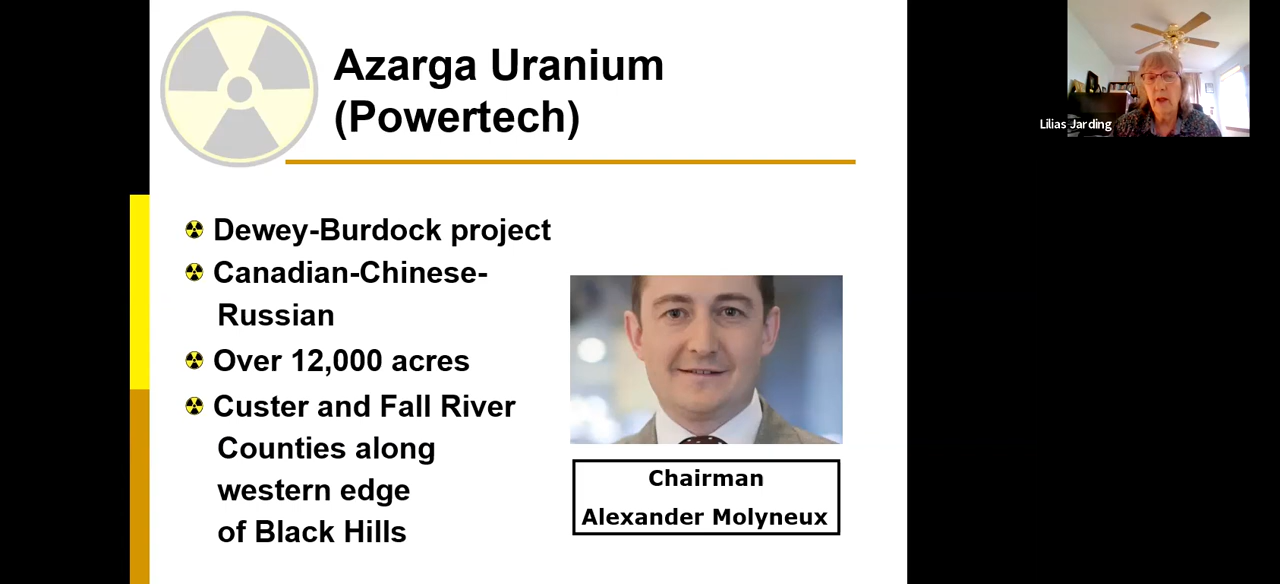 Azarga Uranium
(Powertech)
Lilias Jarding
Dewey-Burdock project
Canadian-Chinese-
Russian
Over 12,000 acres
Custer and Fall River
Counties along
western edge
of Black Hills
Chairman
Alexander Molyneux